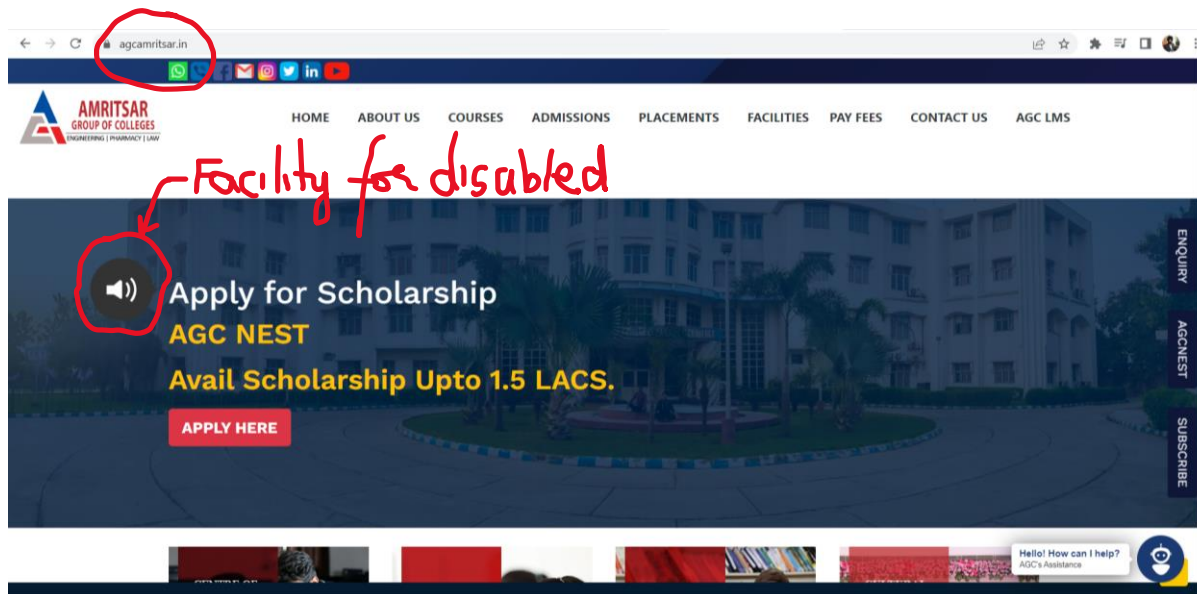 agcamritsar.in
in
AMRITSAR
GROUP OF COLLEGES
ENGINEERING | PHARMACY | LAW
HOME ABOUT US COURSES ADMISSIONS PLACEMENTS FACILITIES PAY FEES CONTACT US AGC LMS
Facility for disabled
Apply for Scholarship
AGC NEST
Avail Scholarship Upto 1.5 LACS.
APPLY HERE
ENQUIRY
AGCNEST
SUBSCRIBE
Hello! How can I help?
AGC's Assistance